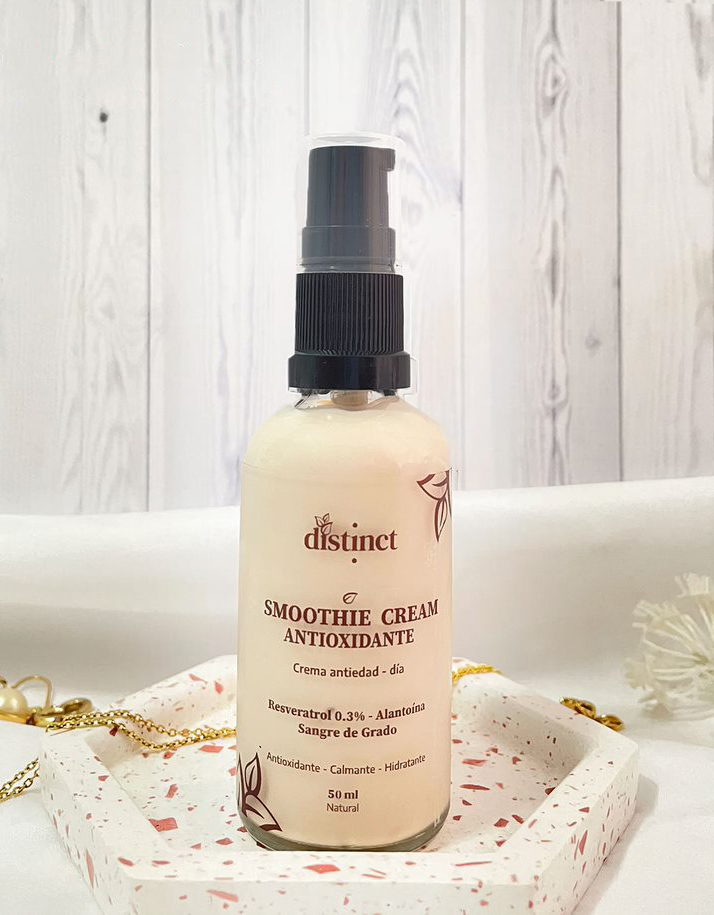 distinct
SMOOTHIE CREAM
ANTIOXIDANTE
Crema antiedad - día
Resveratrol 0.3% - Alantoína
Sangre de Grado
Antioxidante - Calmante - Hidratante
50 ml
Natural